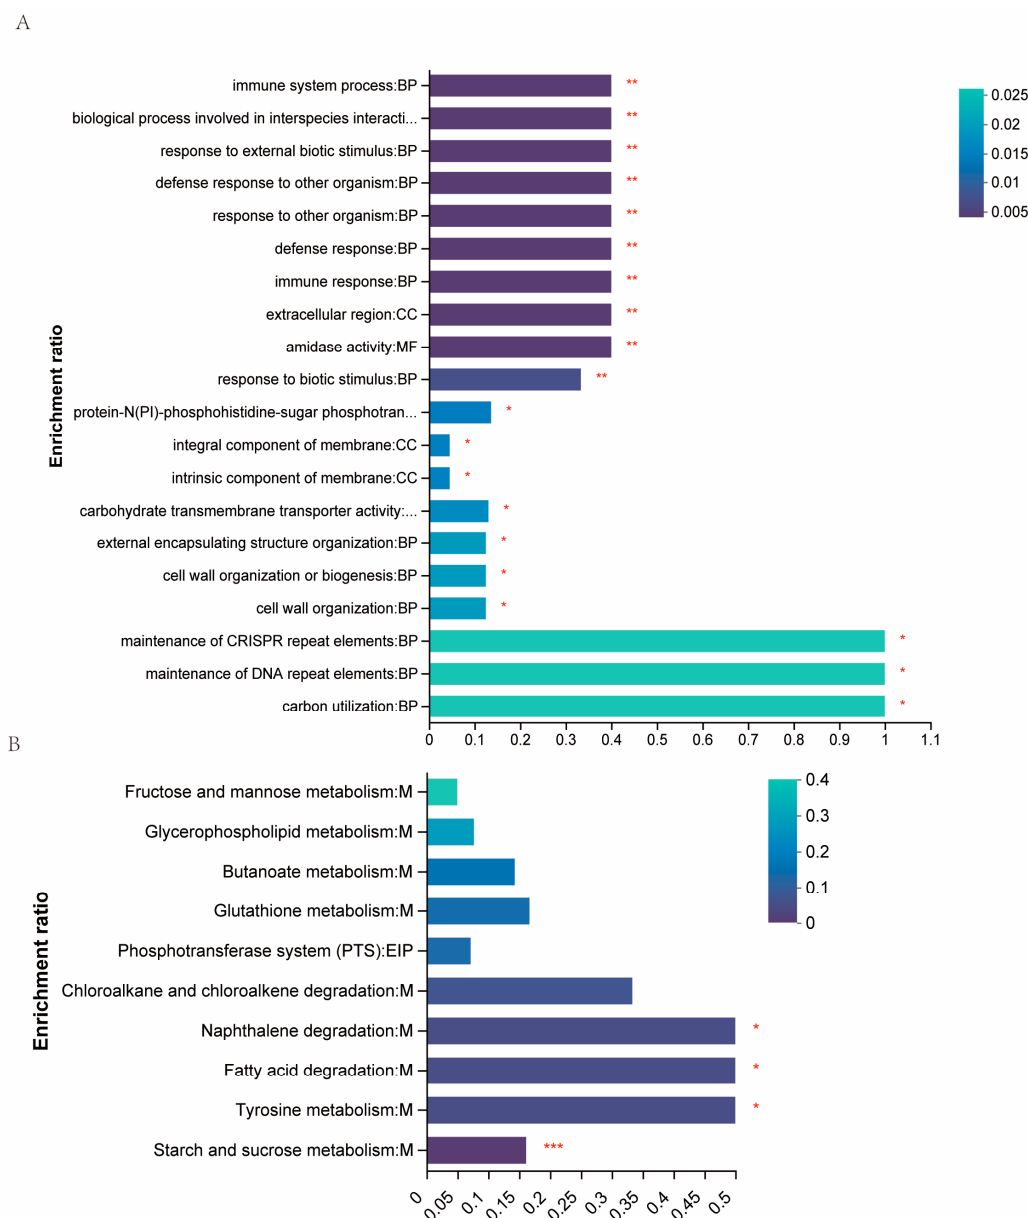 A
immune system process:BP
**
biological process involved in interspecies interacti...
**
response to external biotic stimulus:BP
**
defense response to other organism:BP
**
response to other organism:BP
**
defense response:BP
**
immune response:BP
**
extracellular region:CC
**
amidase activity:MF
**
response to biotic stimulus:BP
**
protein-N(PI)-phosphohistidine-sugar phosphotran...
*
integral component of membrane:CC
*
intrinsic component of membrane:CC
*
carbohydrate transmembrane transporter activity:...
*
external encapsulating structure organization:BP
*
cell wall organization or biogenesis:BP
*
cell wall organization:BP
*
maintenance of CRISPR repeat elements:BP
*
maintenance of DNA repeat elements:BP
*
carbon utilization:BP
*
Enrichment ratio
0 0.1 0.2 0.3 0.4 0.5 0.6 0.7 0.8 0.9 1 1.1
0.025
0.02
0.015
0.01
0.005
B
Fructose and mannose metabolism:M
Glycerophospholipid metabolism:M
Butanoate metabolism:M
Glutathione metabolism:M
Phosphotransferase system (PTS):EIP
Chloroalkane and chloroalkene degradation:M
Naphthalene degradation:M
*
Fatty acid degradation:M
*
Tyrosine metabolism:M
*
Starch and sucrose metabolism:M
***
Enrichment ratio
0 0.05 0.1 0.15 0.2 0.25 0.3 0.35 0.4 0.45 0.5
0.4
0.3
0.2
0.1
0